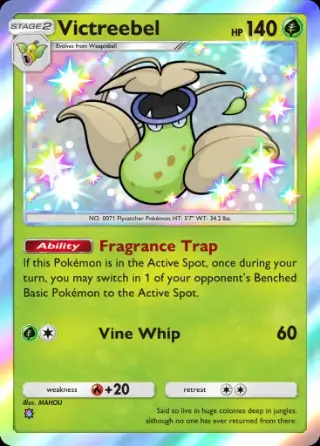 STAGE 2 Victreebel HP 140
Evolves from Weepinbell
NO. 0071 Flycatcher Pokémon HT: 5'7" WT: 34.2 lbs.
Ability Fragrance Trap
If this Pokémon is in the Active Spot, once during your
turn, you may switch in 1 of your opponent's Benched
Basic Pokémon to the Active Spot.
Vine Whip 60
weakness +20 retreat
Illus. MAHOU
Said to live in huge colonies deep in jungles,
although no one has ever returned from there.